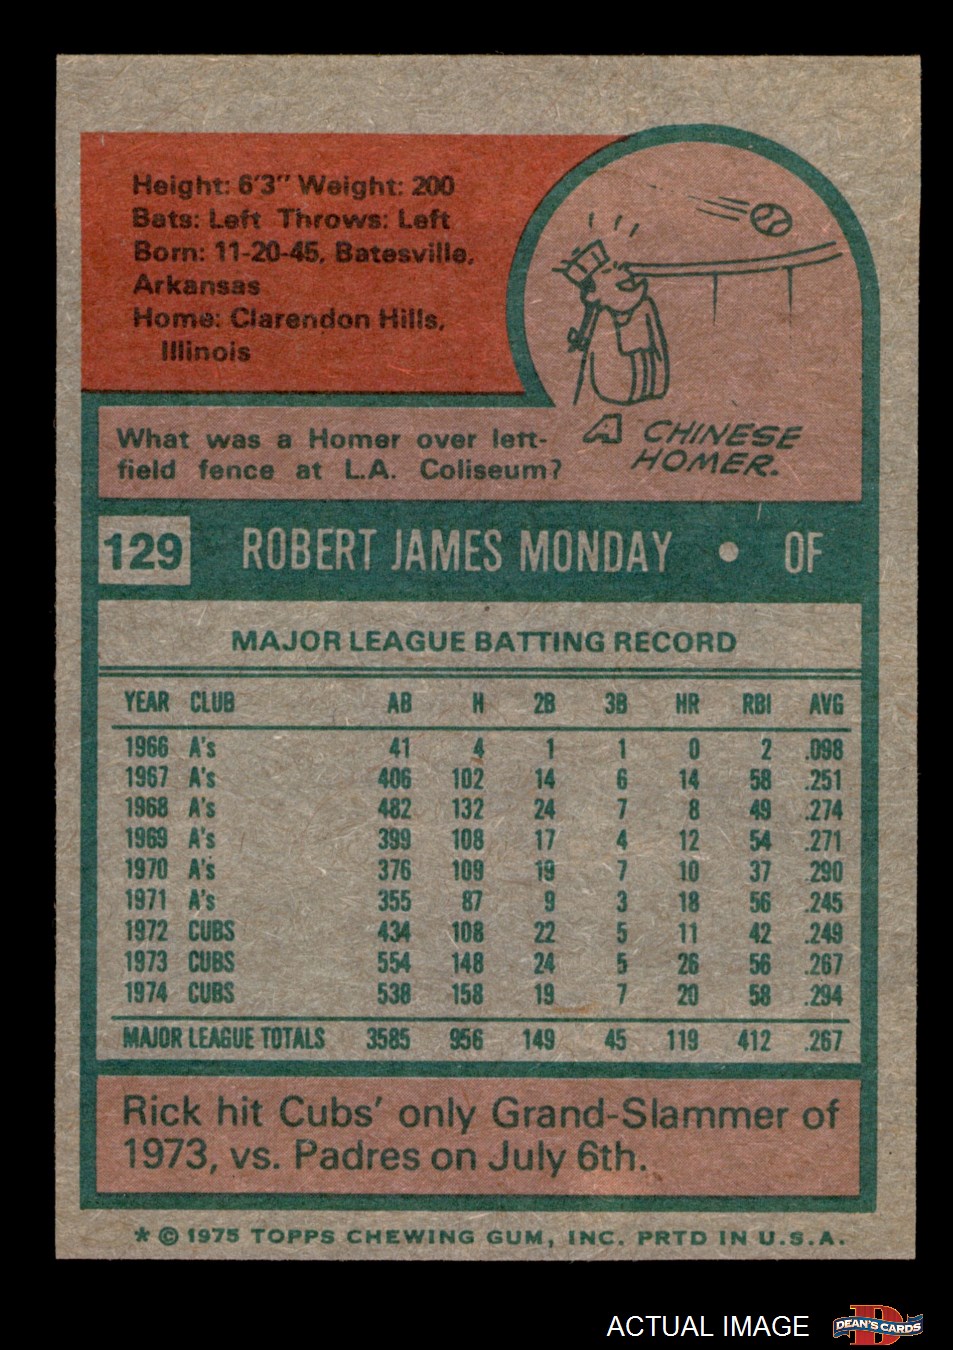 Height: 6'3" Weight: 200
Bats: Left Throws: Left
Born: 11-20-45, Batesville,
Arkansas
Home: Clarendon Hills,
Illinois
What was a Homer over left-
field fence at L.A. Coliseum?
A CHINESE
HOMER.
129 ROBERT JAMES MONDAY • OF
MAJOR LEAGUE BATTING RECORD
YEAR CLUB AB H 2B 3B HR RBI AVG
1966 A's 41 4 1 1 0 2 .098
1967 A's 406 102 14 6 14 58 .251
1968 A's 482 132 24 7 8 49 .274
1969 A's 399 108 17 4 12 54 .271
1970 A's 376 109 19 7 10 37 .290
1971 A's 355 87 9 3 18 56 .245
1972 CUBS 434 108 22 5 11 42 .249
1973 CUBS 554 148 24 5 26 56 .267
1974 CUBS 538 158 19 7 20 58 .294
MAJOR LEAGUE TOTALS 3585 956 149 45 119 412 .267
Rick hit Cubs' only Grand-Slammer of
1973, vs. Padres on July 6th.
* © 1975 TOPPS CHEWING GUM, INC. PRTD IN U.S.A.
ACTUAL IMAGE
D
DEAN'S CARDS